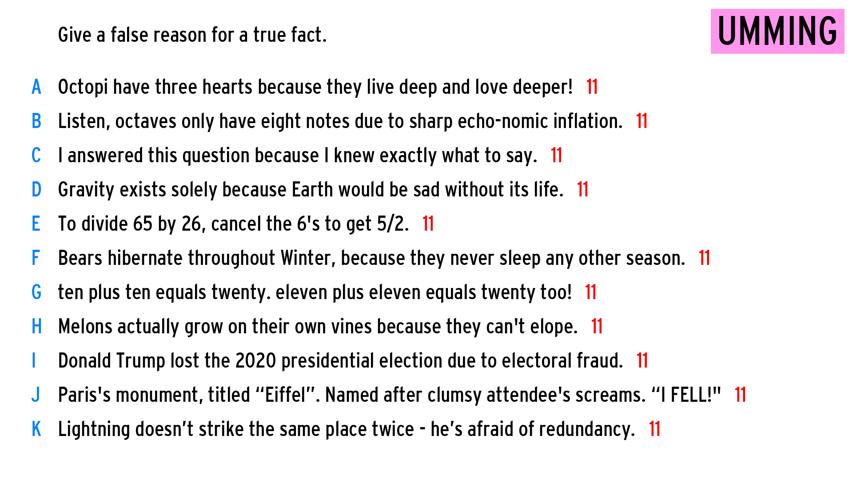 Give a false reason for a true fact.
UMMING
A Octopi have three hearts because they live deep and love deeper! 11
B Listen, octaves only have eight notes due to sharp echo-nomic inflation. 11
C I answered this question because I knew exactly what to say. 11
D Gravity exists solely because Earth would be sad without its life. 11
E To divide 65 by 26, cancel the 6's to get 5/2. 11
F Bears hibernate throughout Winter, because they never sleep any other season. 11
G ten plus ten equals twenty. eleven plus eleven equals twenty too! 11
H Melons actually grow on their own vines because they can't elope. 11
I Donald Trump lost the 2020 presidential election due to electoral fraud. 11
J Paris's monument, titled “Eiffel”. Named after clumsy attendee's screams. “I FELL!" 11
K Lightning doesn’t strike the same place twice - he’s afraid of redundancy. 11